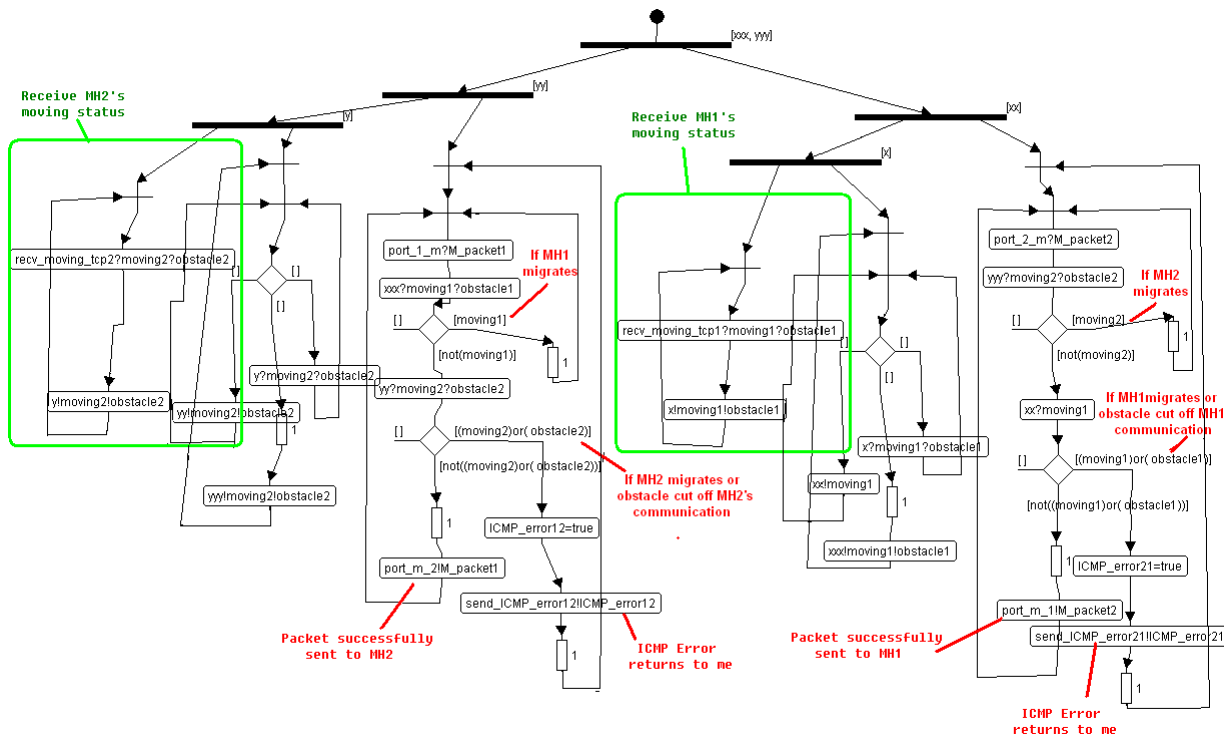 [xxx, yyy]
[yy]
[xx]
[y]
[x]
Receive MH2's
moving status
recv_moving_tcp2?moving2?obstacle2
y!moving2!obstacle2
[ ]
[ ]
[ ]
y?moving2?obstacle2
yy!moving2!obstacle2
1
yyy!moving2!obstacle2
port_1_m?M_packet1
xxx?moving1?obstacle1
If MH1
migrates
[ ]
[moving1]
1
[not(moving1)]
yy?moving2?obstacle2
[ ]
[(moving2)or( obstacle2)]
[not((moving2)or( obstacle2))]
If MH2 migrates or
obstacle cut off MH2's
communication
1
ICMP_error12=true
port_m_2!M_packet1
send_ICMP_error12!ICMP_error12
Packet successfully
sent to MH2
1
ICMP Error
returns to me
Receive MH1's
moving status
recv_moving_tcp1?moving1?obstacle1
x!moving1!obstacle1
[ ]
[ ]
[ ]
x?moving1?obstacle1
xx!moving1
1
xxx!moving1!obstacle1
port_2_m?M_packet2
yyy?moving2?obstacle2
If MH2
migrates
[ ]
[moving2]
1
[not(moving2)]
xx?moving1
If MH1migrates or
obstacle cut off MH1
communication
[ ]
[(moving1)or( obstacle1)]
[not((moving1)or( obstacle1))]
1
ICMP_error21=true
port_m_1!M_packet2
send_ICMP_error21!ICMP_error21
Packet successfully
sent to MH1
1
ICMP Error
returns to me